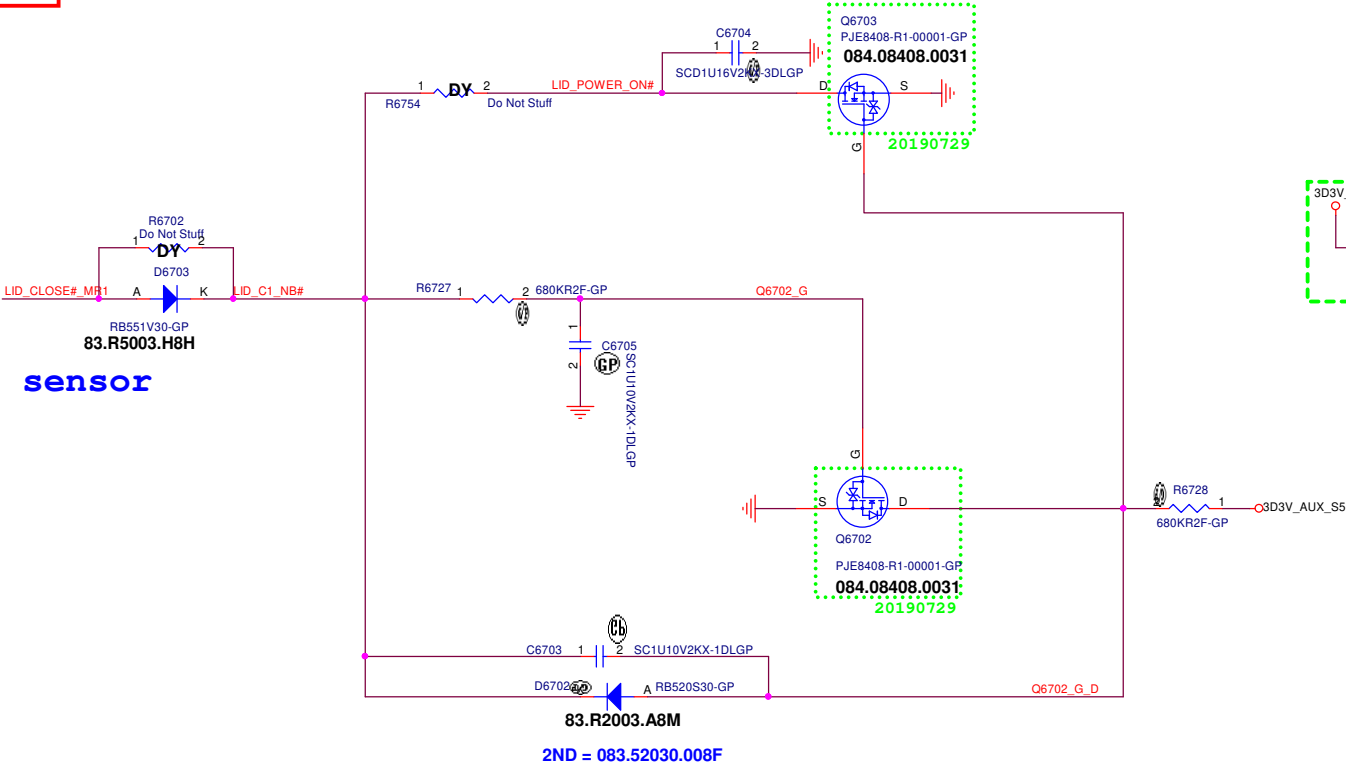 C6704
1 2
SCD1U16V2KX-3DLGP
Q6703
PJE8408-R1-00001-GP
084.08408.0031
D
S
G
20190729
1 DY 2
R6754
Do Not Stuff
LID_POWER_ON#
3D3V_
R6702
Do Not Stuff
1 DY 2
D6703
LID_CLOSE#_MR1
A
K
LID_C1_NB#
RB551V30-GP
83.R5003.H8H
sensor
R6727
1
2
680KR2F-GP
Q6702_G
1
C6705
2
GP
SC1U10V2KX-1DLGP
G
S
D
Q6702
PJE8408-R1-00001-GP
084.08408.0031
20190729
R6728
1
680KR2F-GP
3D3V_AUX_S5
C6703
1
2
SC1U10V2KX-1DLGP
D6702
A
RB520S30-GP
83.R2003.A8M
Q6702_G_D
2ND = 083.52030.008F